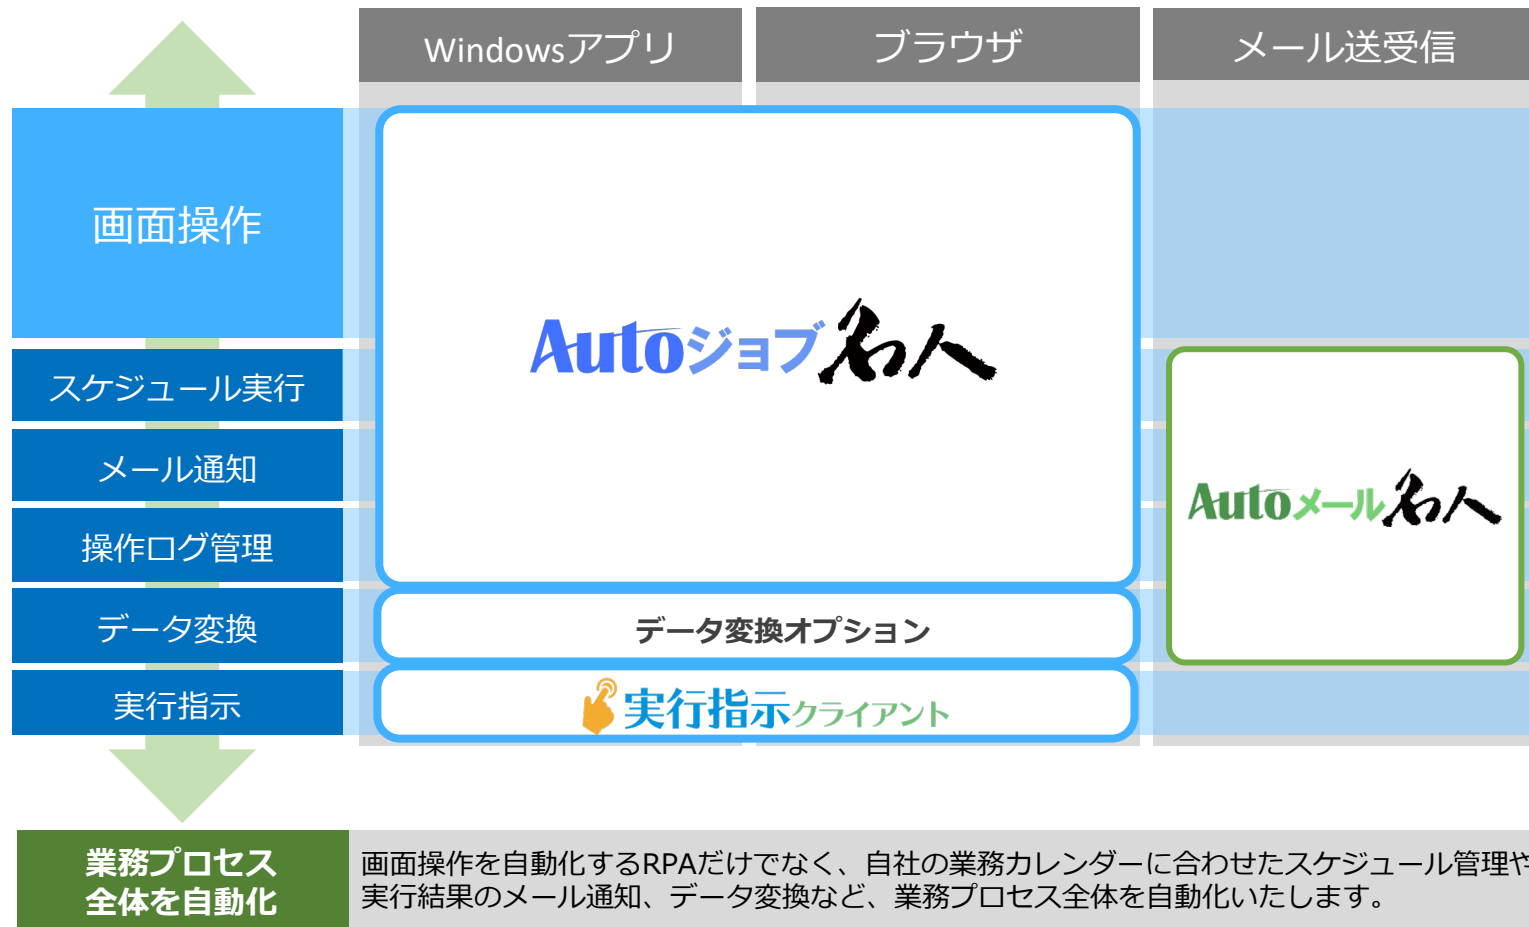 Windowsアプリ
ブラウザ
メール送受信
画面操作
Autoジョブ名人
スケジュール実行
メール通知
Autoメール名人
操作ログ管理
データ変換
データ変換オプション
実行指示
実行指示クライアント
業務プロセス
全体を自動化
画面操作を自動化するRPAだけでなく、自社の業務カレンダーに合わせたスケジュール管理や
実行結果のメール通知、データ変換など、業務プロセス全体を自動化いたします。